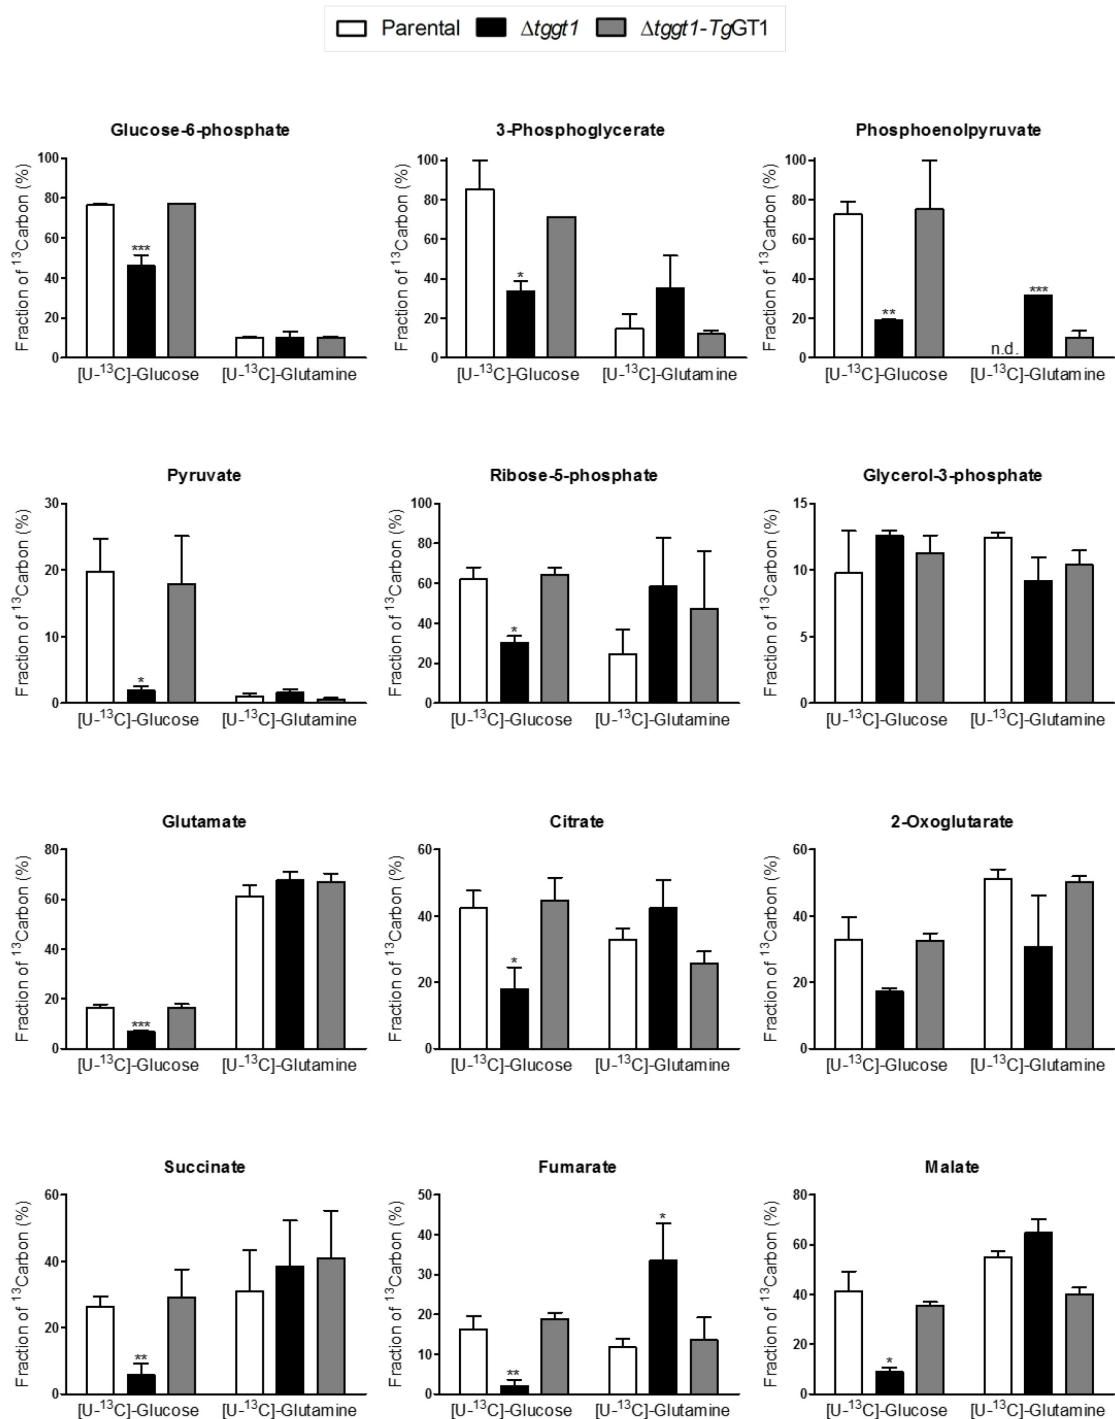 Parental Δtggt1 Δtggt1-TgGT1
Glucose-6-phosphate
Fraction of ¹³Carbon (%)
100
80
60
40
20
0
***
[U-¹³C]-Glucose [U-¹³C]-Glutamine
3-Phosphoglycerate
Fraction of ¹³Carbon (%)
100
80
60
40
20
0
*
[U-¹³C]-Glucose [U-¹³C]-Glutamine
Phosphoenolpyruvate
Fraction of ¹³Carbon (%)
100
80
60
40
20
0
**
n.d.
***
[U-¹³C]-Glucose [U-¹³C]-Glutamine
Pyruvate
Fraction of ¹³Carbon (%)
30
20
10
0
*
[U-¹³C]-Glucose [U-¹³C]-Glutamine
Ribose-5-phosphate
Fraction of ¹³Carbon (%)
100
80
60
40
20
0
*
[U-¹³C]-Glucose [U-¹³C]-Glutamine
Glycerol-3-phosphate
Fraction of ¹³Carbon (%)
15
10
5
0
[U-¹³C]-Glucose [U-¹³C]-Glutamine
Glutamate
Fraction of ¹³Carbon (%)
80
60
40
20
0
***
[U-¹³C]-Glucose [U-¹³C]-Glutamine
Citrate
Fraction of ¹³Carbon (%)
60
40
20
0
*
[U-¹³C]-Glucose [U-¹³C]-Glutamine
2-Oxoglutarate
Fraction of ¹³Carbon (%)
60
40
20
0
[U-¹³C]-Glucose [U-¹³C]-Glutamine
Succinate
Fraction of ¹³Carbon (%)
60
40
20
0
**
[U-¹³C]-Glucose [U-¹³C]-Glutamine
Fumarate
Fraction of ¹³Carbon (%)
50
40
30
20
10
0
**
*
[U-¹³C]-Glucose [U-¹³C]-Glutamine
Malate
Fraction of ¹³Carbon (%)
80
60
40
20
0
*
[U-¹³C]-Glucose [U-¹³C]-Glutamine